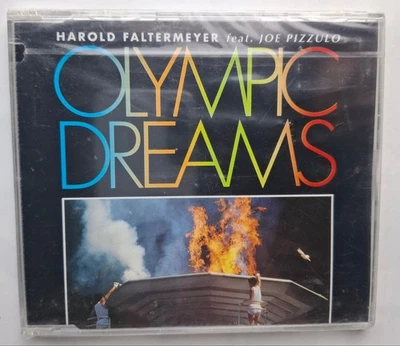 HAROLD FALTERMEYER feat. JOE PIZZULO
OLYMPIC
DREAMS